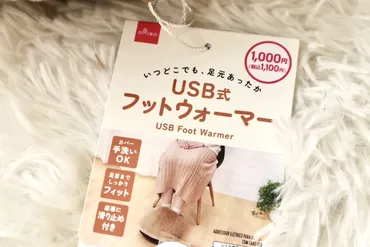 DAISO
1,000円
(税込1,100円)
いつどこでも、足元あったか
USB式
フットウォーマー
USB Foot Warmer
カバー
手洗い
OK
足首まで
しっかり
フィット
底面に
滑り止め
付き